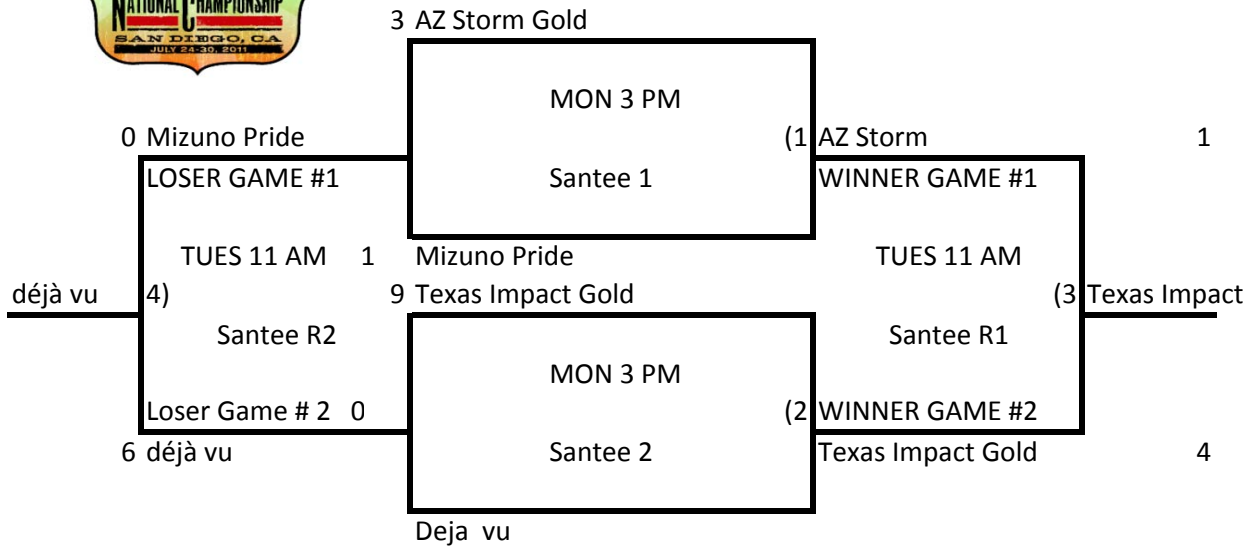 NATIONAL CHAMPIONSHIP
SAN DIEGO, CA
JULY 24-30, 2011
3 AZ Storm Gold
MON 3 PM
0 Mizuno Pride (1 AZ Storm 1
LOSER GAME #1 Santee 1 WINNER GAME #1
TUES 11 AM 1 Mizuno Pride TUES 11 AM
déjà vu 4) 9 Texas Impact Gold (3 Texas Impact
Santee R2 Santee R1
MON 3 PM
Loser Game # 2 0 (2 WINNER GAME #2
6 déjà vu Santee 2 Texas Impact Gold 4
Deja vu